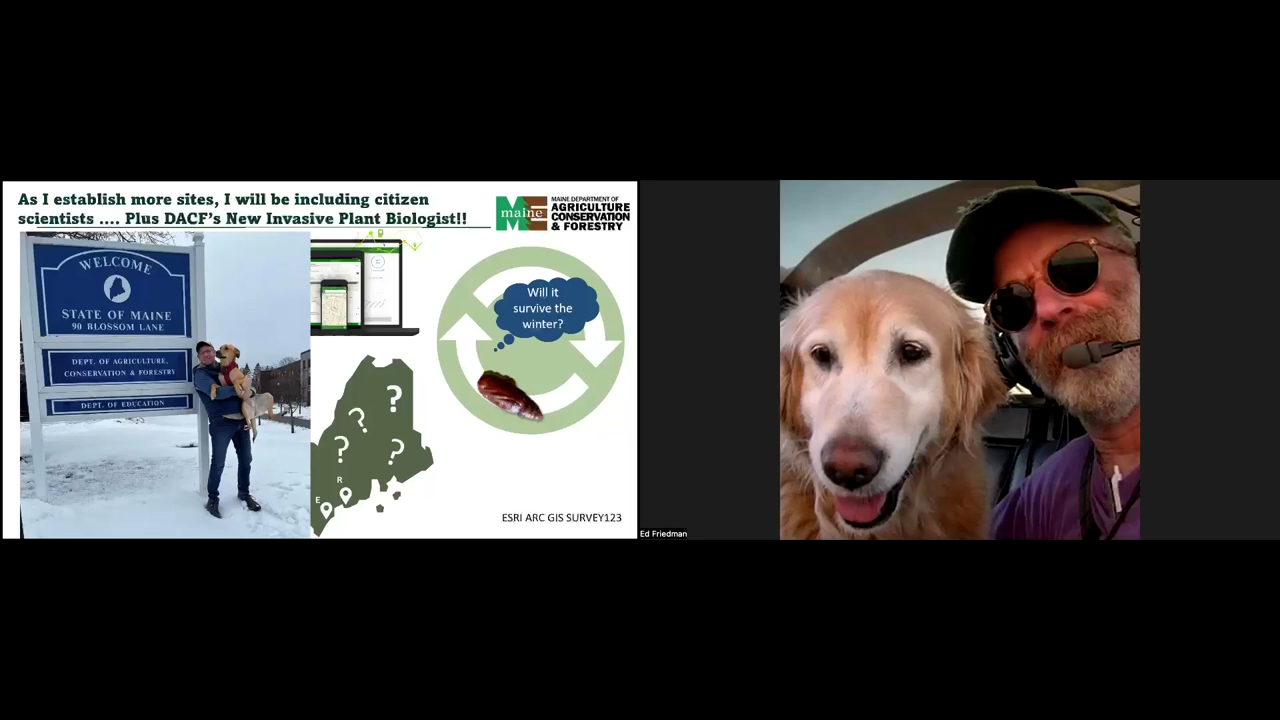 As I establish more sites, I will be including citizen
scientists .... Plus DACF's New Invasive Plant Biologist!!
maine
MAINE DEPARTMENT OF
AGRICULTURE
CONSERVATION
& FORESTRY
WELCOME
STATE OF MAINE
90 BLOSSOM LANE
DEPT. OF AGRICULTURE,
CONSERVATION & FORESTRY
DEPT. OF EDUCATION
Will it
survive the
winter?
?
?
?
?
R
E
ESRI ARC GIS SURVEY123
Ed Friedman